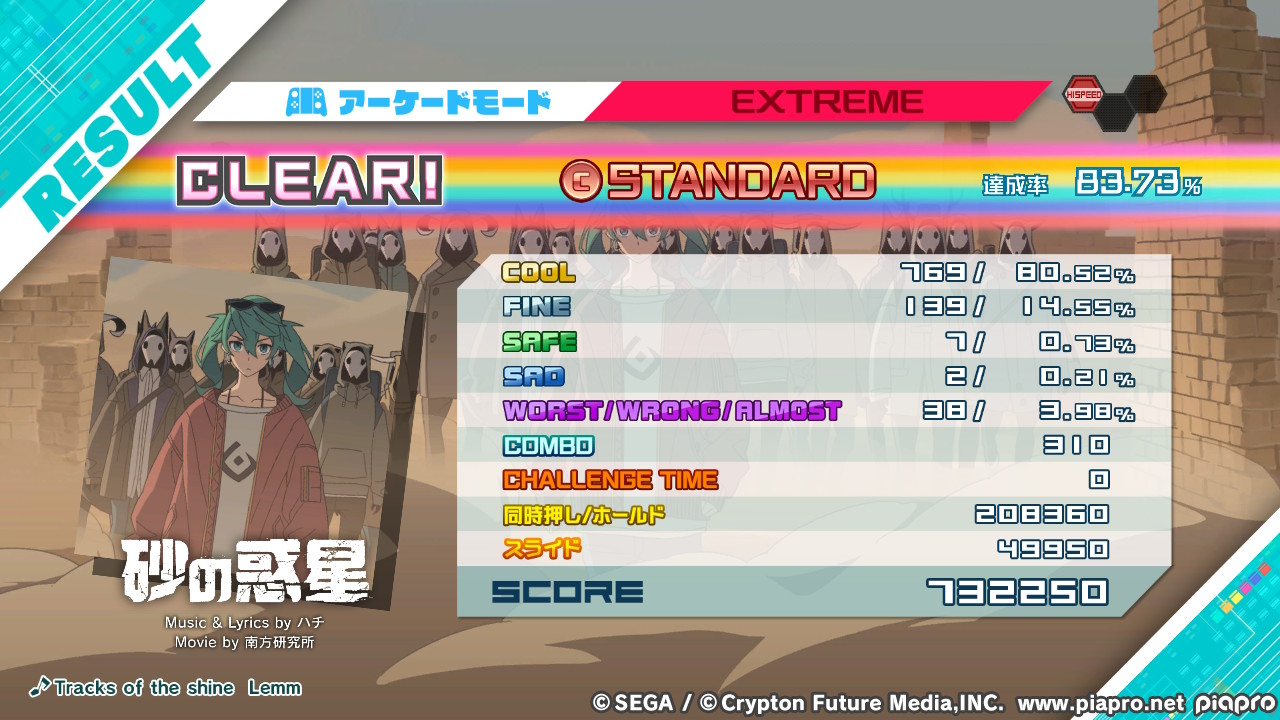 RESULT
アーケードモード EXTREME HISPEED
CLEAR! C STANDARD 達成率 83.73%
COOL 769/ 80.52%
FINE 139/ 14.55%
SAFE 7/ 0.73%
SAD 2/ 0.21%
WORST/WRONG/ALMOST 38/ 3.98%
COMBO 310
CHALLENGE TIME 0
同時押し/ホールド 208360
スライド 49950
SCORE 732250
砂の惑星
Music & Lyrics by ハチ
Movie by 南方研究所
♪Tracks of the shine Lemm
©SEGA / ©Crypton Future Media,INC. www.piapro.net piapro